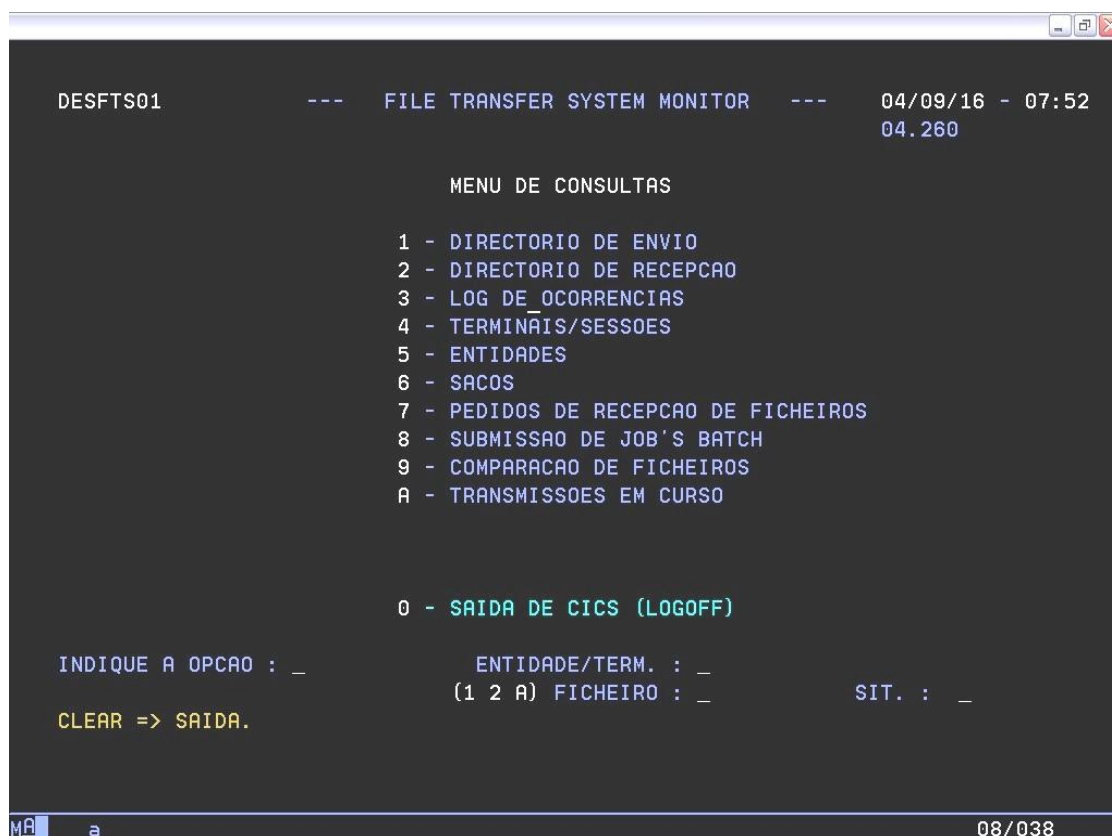 DESFTS01 --- FILE TRANSFER SYSTEM MONITOR --- 04/09/16 - 07:52
04.260
MENU DE CONSULTAS
1 - DIRECTORIO DE ENVIO
2 - DIRECTORIO DE RECEPCAO
3 - LOG DE_OCORRENCIAS
4 - TERMINAIS/SESSOES
5 - ENTIDADES
6 - SACOS
7 - PEDIDOS DE RECEPCAO DE FICHEIROS
8 - SUBMISSAO DE JOB'S BATCH
9 - COMPARACAO DE FICHEIROS
A - TRANSMISSOES EM CURSO
0 - SAIDA DE CICS (LOGOFF)
INDIQUE A OPCAO : _ ENTIDADE/TERM. : _
(1 2 A) FICHEIRO : _ SIT. : _
CLEAR => SAIDA.
MA a 08/038